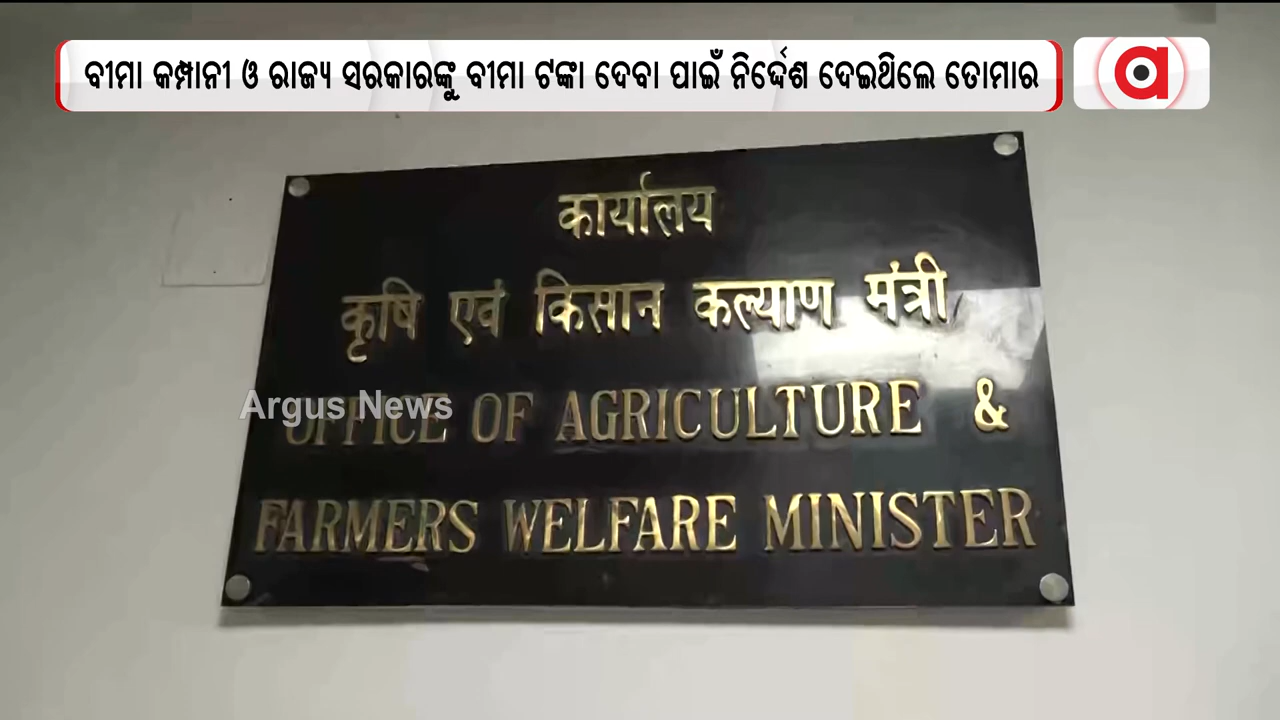 ବୀମା କମ୍ପାନୀ ଓ ରାଜ୍ୟ ସରକାରଙ୍କୁ ବୀମା ଟଙ୍କା ଦେବା ପାଇଁ ନିର୍ଦ୍ଦେଶ ଦେଇଥିଲେ ତୋମାର
a
कार्यालय
कृषि एवं किसान कल्याण मंत्री
Argus News
OFFICE OF AGRICULTURE &
FARMERS WELFARE MINISTER